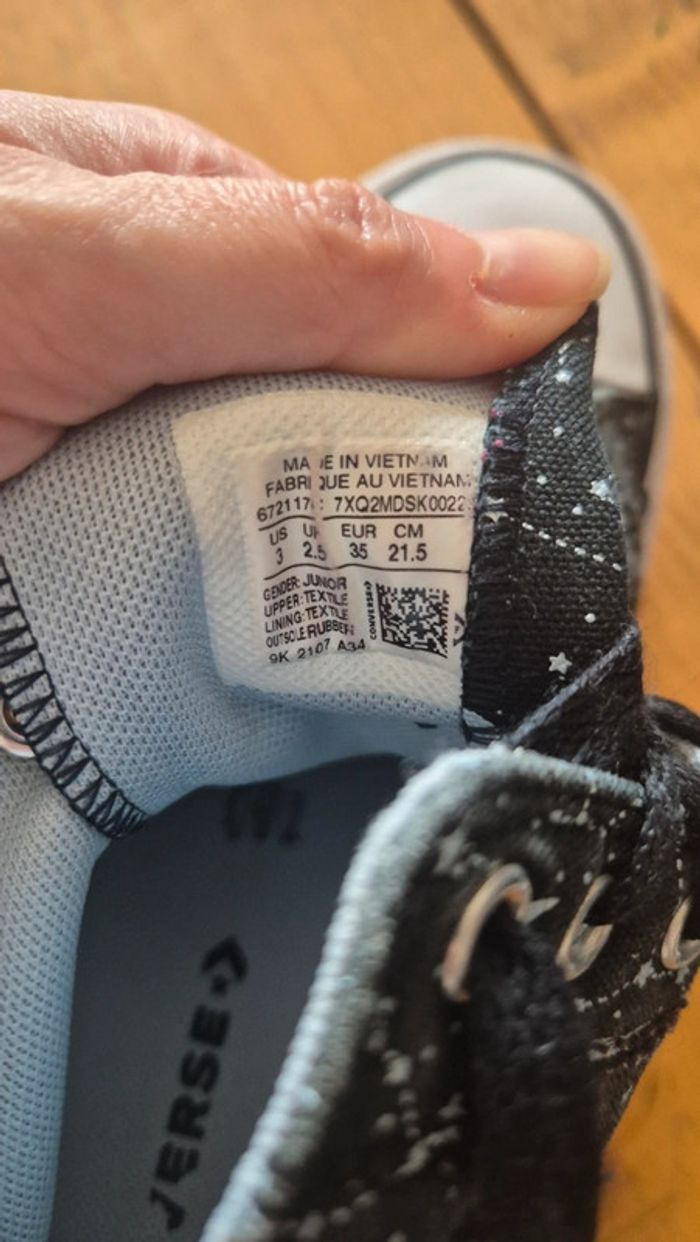 MADE IN VIETNAM
FABRIQUE AU VIETNAM
7XQ2MDSK0022
US UK EUR CM
3 2.5 35 21.5
GENDER: JUNIOR
UPPER: TEXTILE
LINING: TEXTILE
OUTSOLE: RUBBER
CONVERSE
9K 2107 A34